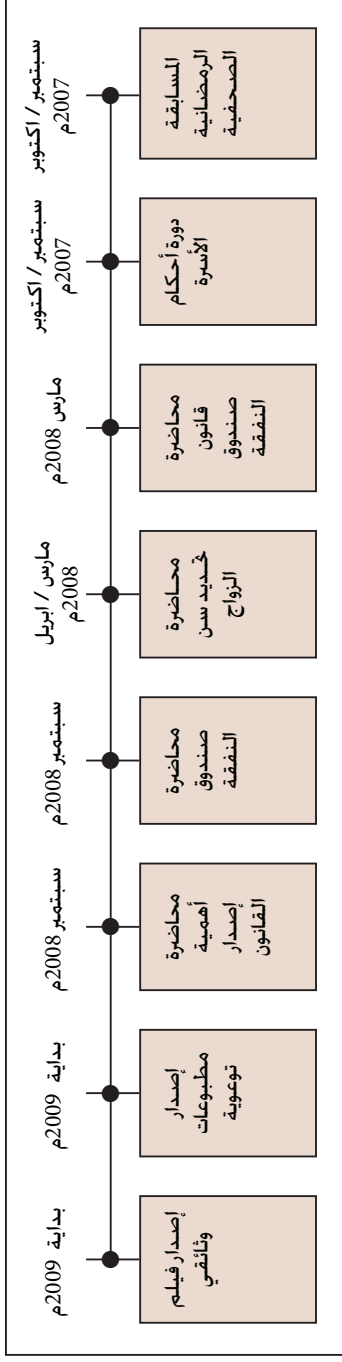 سبتمبر / اكتوبر
2007م
المسابقة
الرمضانية
الصحفية
سبتمبر / اكتوبر
2007م
دورة أحكام
الأسرة
مارس 2008م
محاضرة
قانون
صندوق
النفقة
مارس / ابريل
2008م
محاضرة
تحديد سن
الزواج
سبتمبر 2008م
محاضرة
صندوق
النفقة
سبتمبر 2008م
محاضرة
أهمية
إصدار
القانون
بداية 2009م
إصدار
مطبوعات
توعوية
بداية 2009م
إصدار فيلم
وثائقي